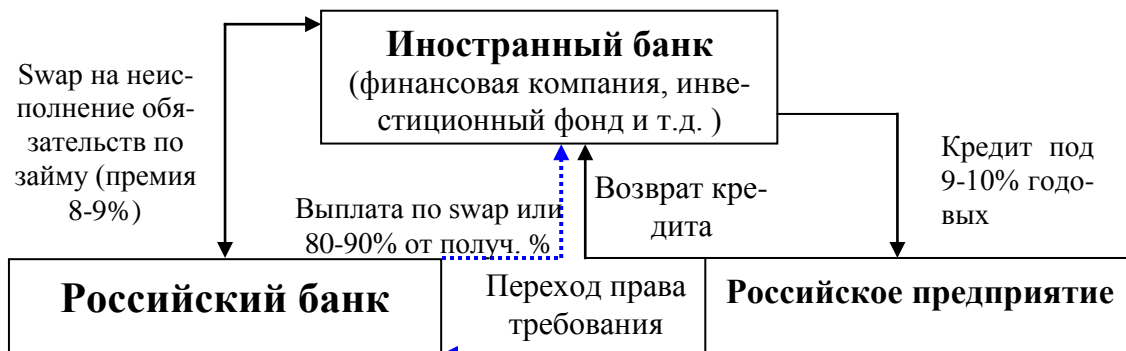 Иностранный банк
(финансовая компания, инве-
стиционный фонд и т.д. )
Swap на неис-
полнение обя-
зательств по
займу (премия
8-9%)
Кредит под
9-10% годо-
вых
Выплата по swap или
80-90% от получ. %
Возврат кре-
дита
Российский банк
Переход права
требования
Российское предприятие